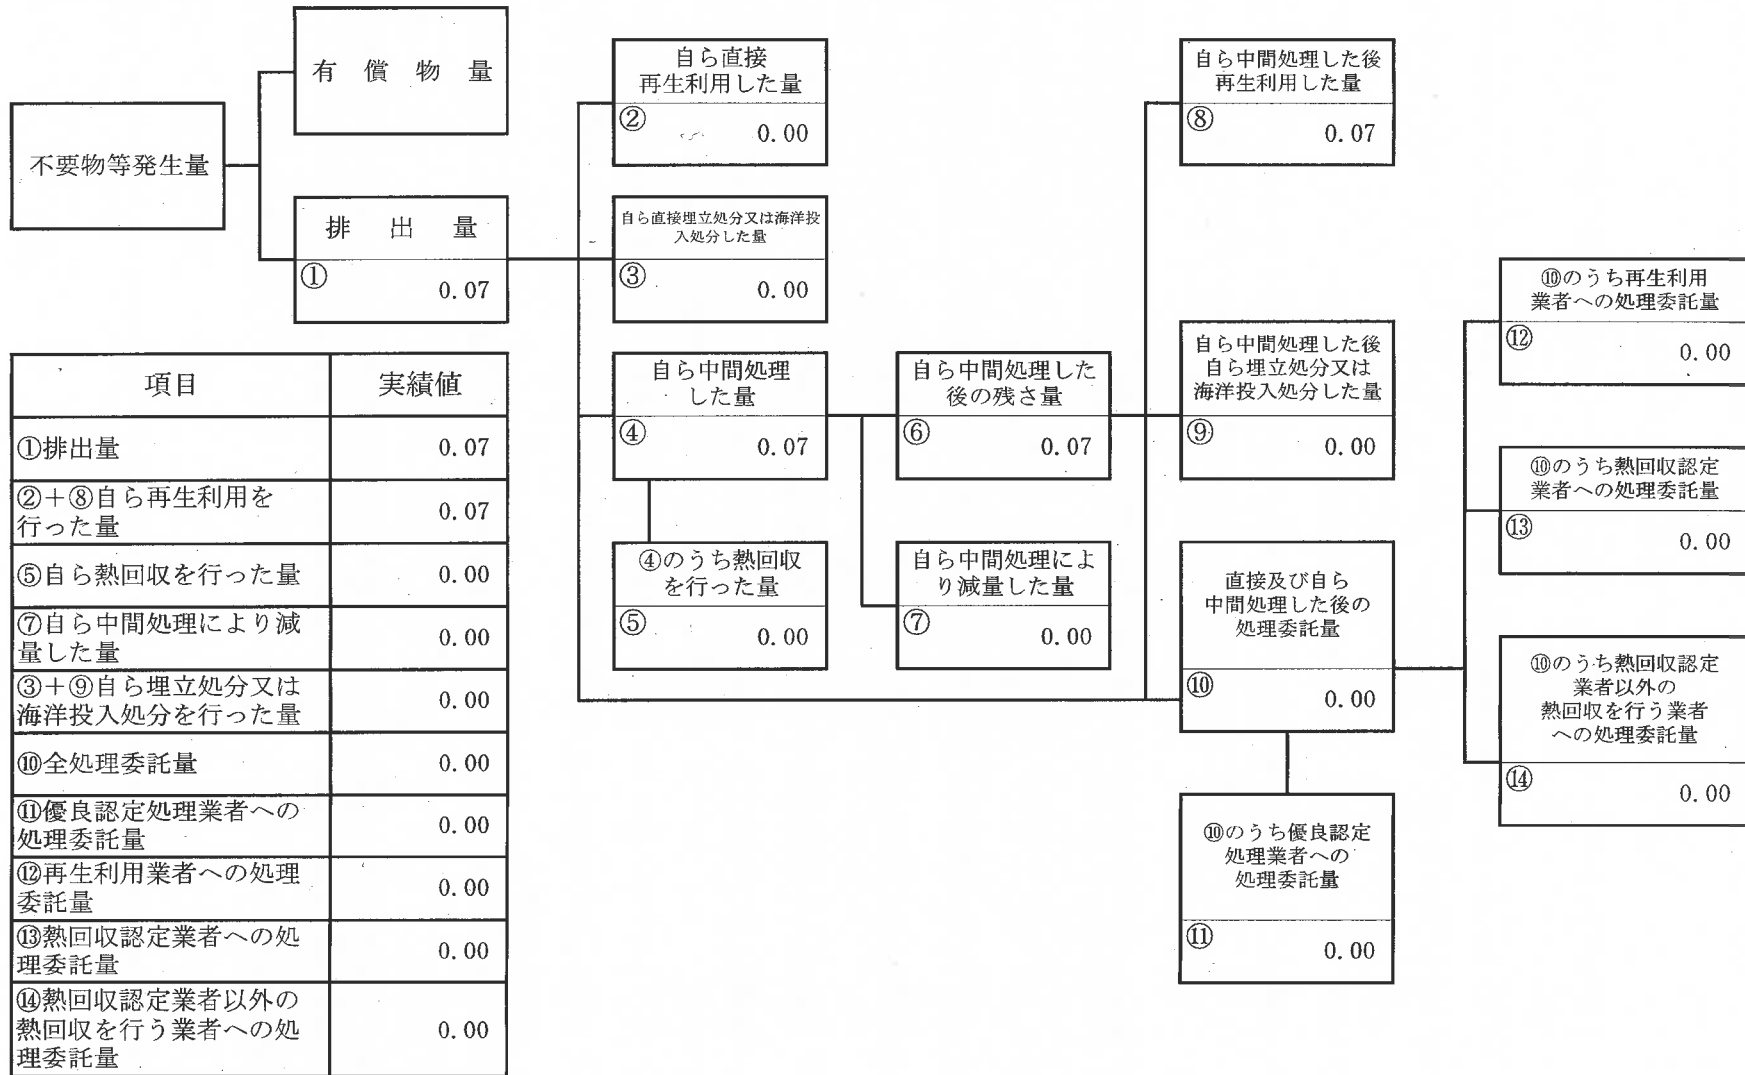 不要物等発生量
有償物量
排出量
①
0.07
自ら直接
再生利用した量
②
0.00
自ら直接埋立処分又は海洋投
入処分した量
③
0.00
自ら中間処理
した量
④
0.07
④のうち熱回収
を行った量
⑤
0.00
自ら中間処理した
後の残さ量
⑥
0.07
自ら中間処理によ
り減量した量
⑦
0.00
自ら中間処理した後
再生利用した量
⑧
0.07
自ら中間処理した後
自ら埋立処分又は
海洋投入処分した量
⑨
0.00
直接及び自ら
中間処理した後の
処理委託量
⑩
0.00
⑩のうち優良認定
処理業者への
処理委託量
⑪
0.00
⑩のうち再生利用
業者への処理委託量
⑫
0.00
⑩のうち熱回収認定
業者への処理委託量
⑬
0.00
⑩のうち熱回収認定
業者以外の
熱回収を行う業者
への処理委託量
⑭
0.00
項目 実績値
①排出量 0.07
②+⑧自ら再生利用を
行った量 0.07
⑤自ら熱回収を行った量 0.00
⑦自ら中間処理により減
量した量 0.00
③+⑨自ら埋立処分又は
海洋投入処分を行った量 0.00
⑩全処理委託量 0.00
⑪優良認定処理業者への
処理委託量 0.00
⑫再生利用業者への処理
委託量 0.00
⑬熱回収認定業者への処
理委託量 0.00
⑭熱回収認定業者以外の
熱回収を行う業者への処
理委託量 0.00